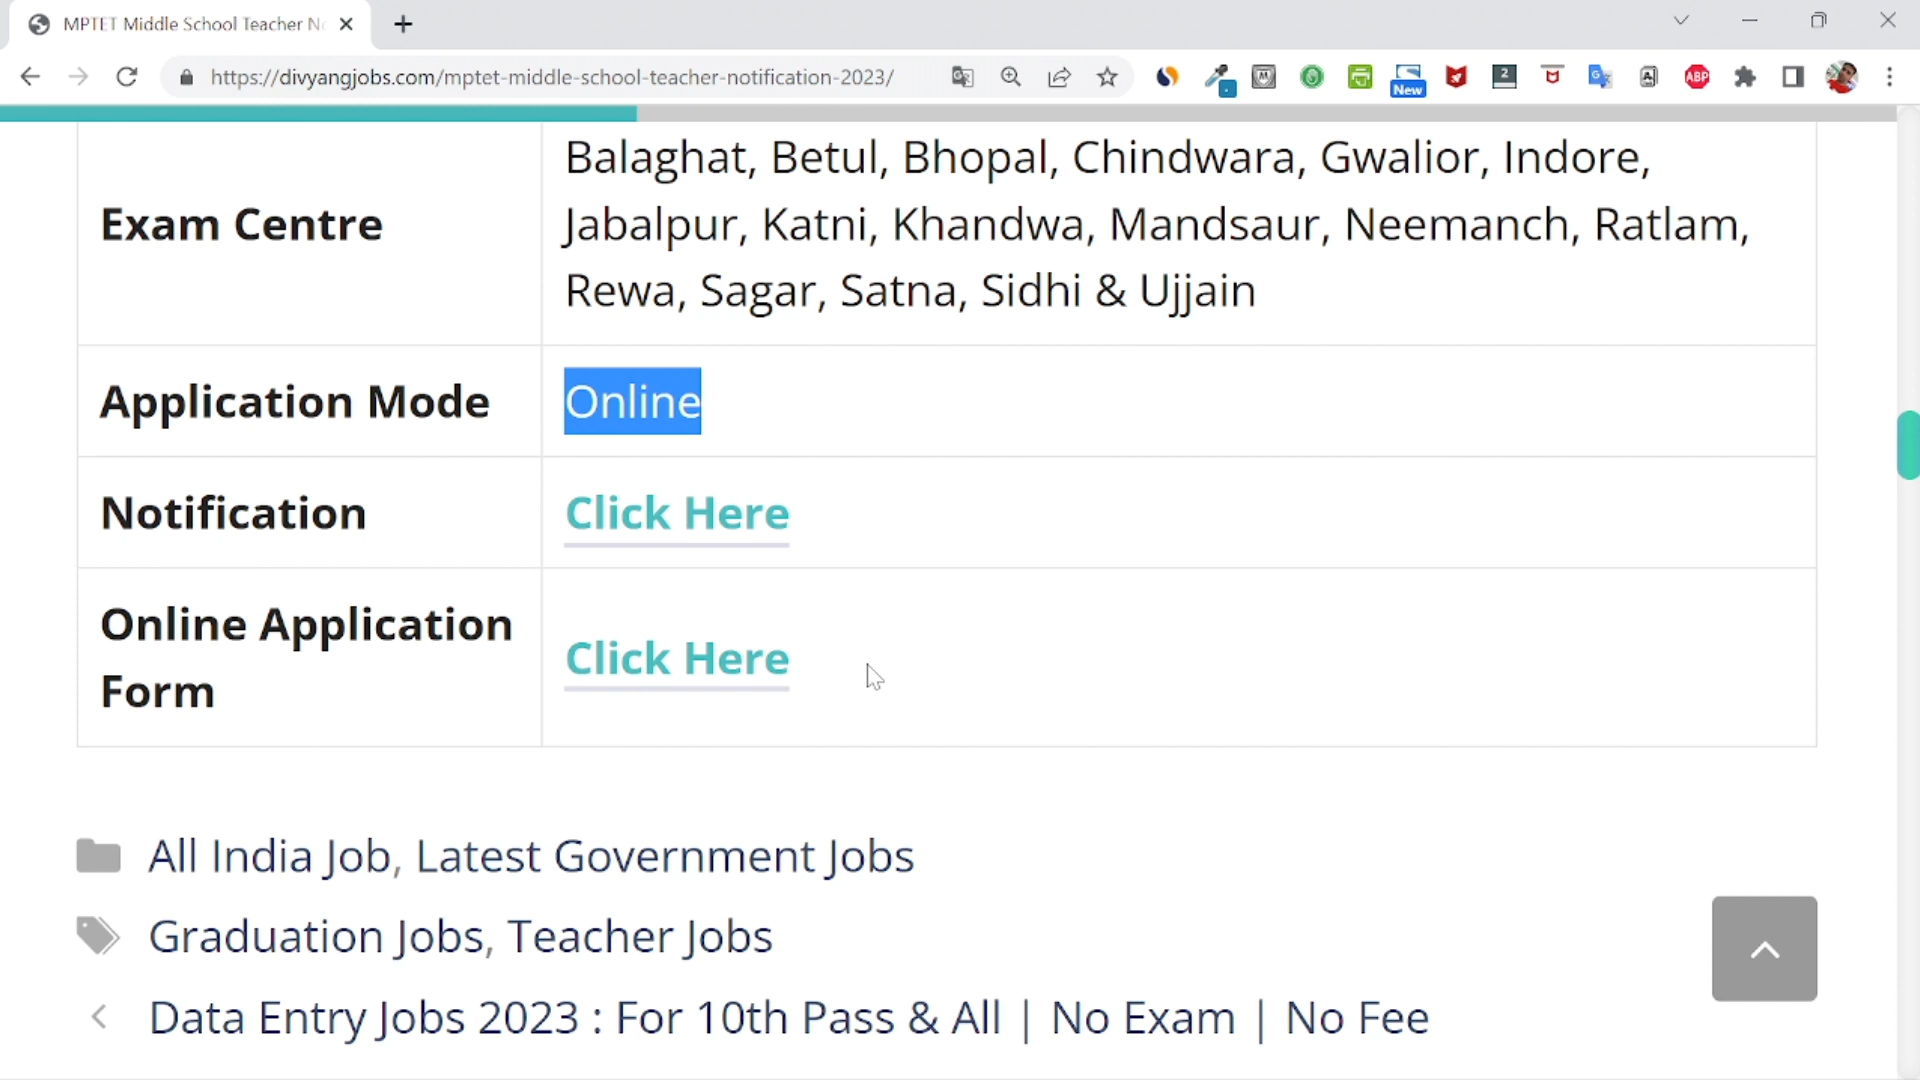 MPTET Middle School Teacher No
https://divyangjobs.com/mptet-middle-school-teacher-notification-2023/
New
2
ABP
Exam Centre
Balaghat, Betul, Bhopal, Chindwara, Gwalior, Indore,
Jabalpur, Katni, Khandwa, Mandsaur, Neemanch, Ratlam,
Rewa, Sagar, Satna, Sidhi & Ujjain
Application Mode
Online
Notification
Click Here
Online Application
Form
Click Here
All India Job, Latest Government Jobs
Graduation Jobs, Teacher Jobs
Data Entry Jobs 2023 : For 10th Pass & All | No Exam | No Fee